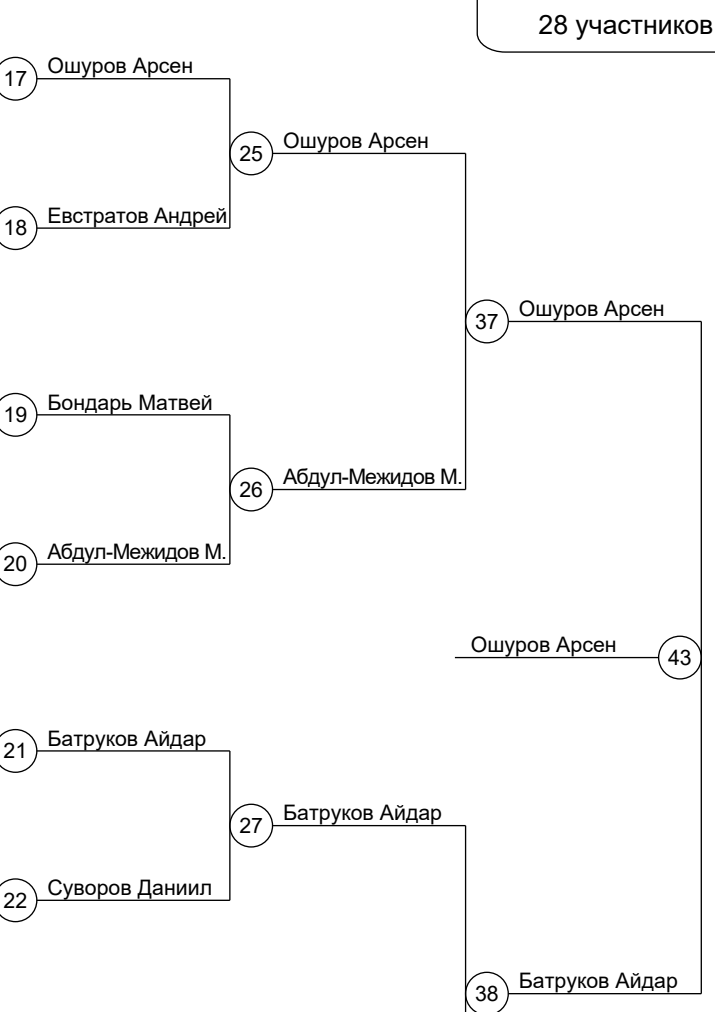 28 участников
17 Ошуров Арсен
25 Ошуров Арсен
18 Евстратов Андрей
37 Ошуров Арсен
19 Бондарь Матвей
26 Абдул-Межидов М.
20 Абдул-Межидов М.
Ошуров Арсен 43
21 Батруков Айдар
27 Батруков Айдар
22 Суворов Даниил
38 Батруков Айдар